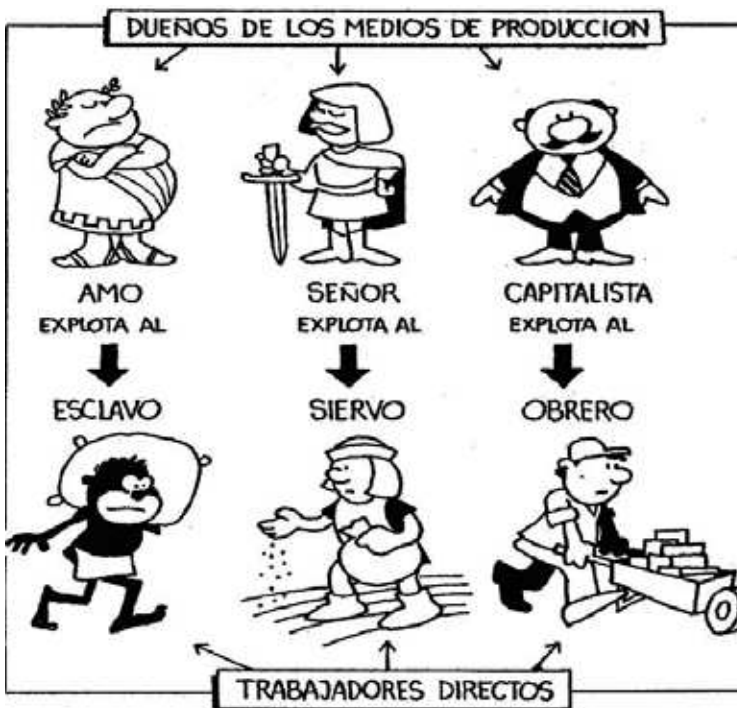 DUEÑOS DE LOS MEDIOS DE PRODUCCION
AMO
EXPLOTA AL
ESCLAVO
SEÑOR
EXPLOTA AL
SIERVO
CAPITALISTA
EXPLOTA AL
OBRERO
TRABAJADORES DIRECTOS